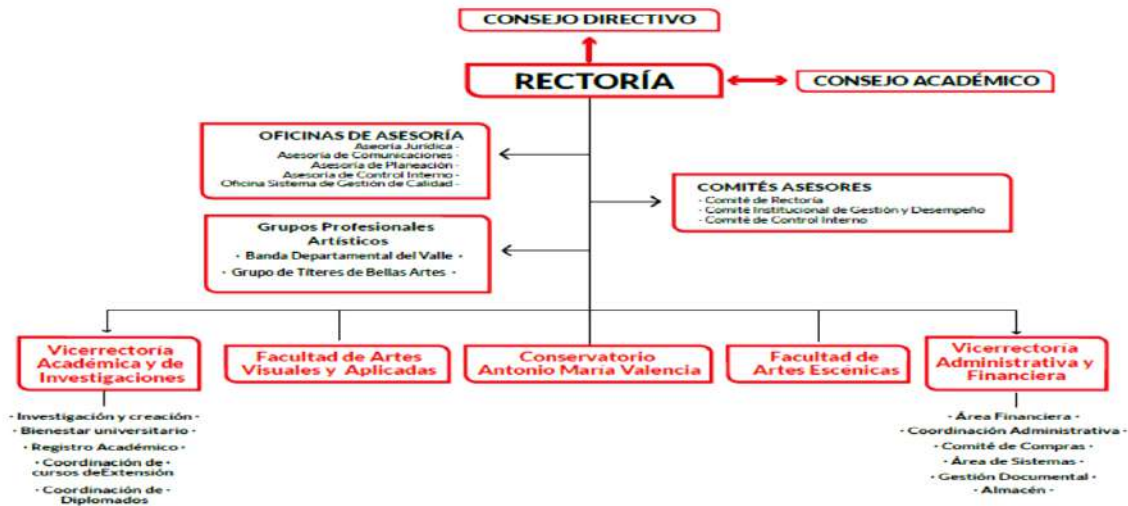 CONSEJO DIRECTIVO
RECTORÍA
CONSEJO ACADÉMICO
OFICINAS DE ASESORÍA
Asesoría Jurídica -
Asesoría de Comunicaciones -
Asesoría de Planeación -
Asesoría de Control Interno -
Oficina Sistema de Gestión de Calidad -
COMITÉS ASESORES
- Comité de Rectoría
- Comité Institucional de Gestión y Desempeño
- Comité de Control Interno
Grupos Profesionales
Artísticos
- Banda Departamental del Valle -
- Grupo de Títeres de Bellas Artes -
Vicerrectoría
Académica y de
Investigaciones
Facultad de Artes
Visuales y Aplicadas
Conservatorio
Antonio María Valencia
Facultad de
Artes Escénicas
Vicerrectoría
Administrativa y
Financiera
- Investigación y creación -
- Bienestar universitario -
- Registro Académico -
- Coordinación de -
cursos deExtensión
- Coordinación de-
Diplomados
- Área Financiera -
- Coordinación Administrativa -
- Comité de Compras -
- Área de Sistemas -
- Gestión Documental -
- Almacén -